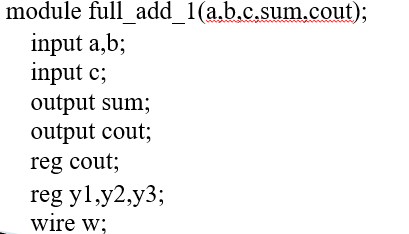 module full_add_1(a,b,c,sum,cout);
input a,b;
input c;
output sum;
output cout;
reg cout;
reg y1,y2,y3;
wire w;